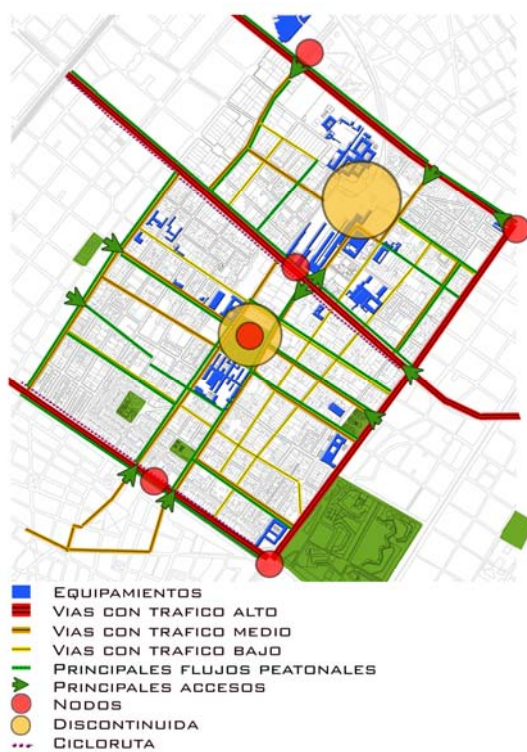 EQUIPAMIENTOS
VIAS CON TRAFICO ALTO
VIAS CON TRAFICO MEDIO
VIAS CON TRAFICO BAJO
PRINCIPALES FLUJOS PEATONALES
PRINCIPALES ACCESOS
NODOS
DISCONTINUIDA
CICLORUTA